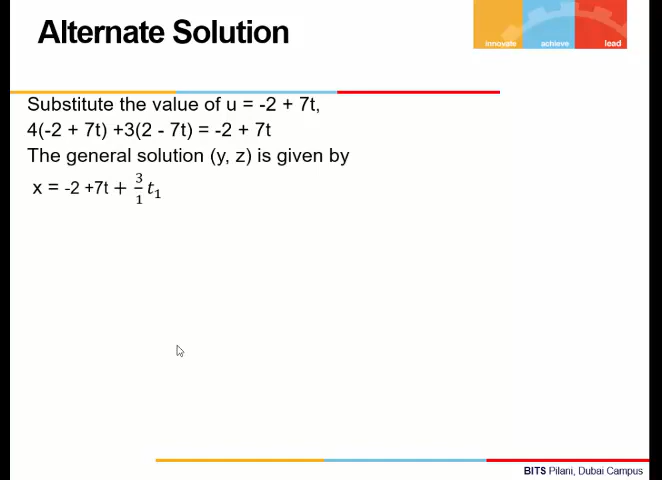 Alternate Solution
innovate achieve lead
Substitute the value of u = -2 + 7t,
4(-2 + 7t) +3(2 - 7t) = -2 + 7t
The general solution (y, z) is given by
x = -2 +7t + 3/1 t₁
BITS Pilani, Dubai Campus